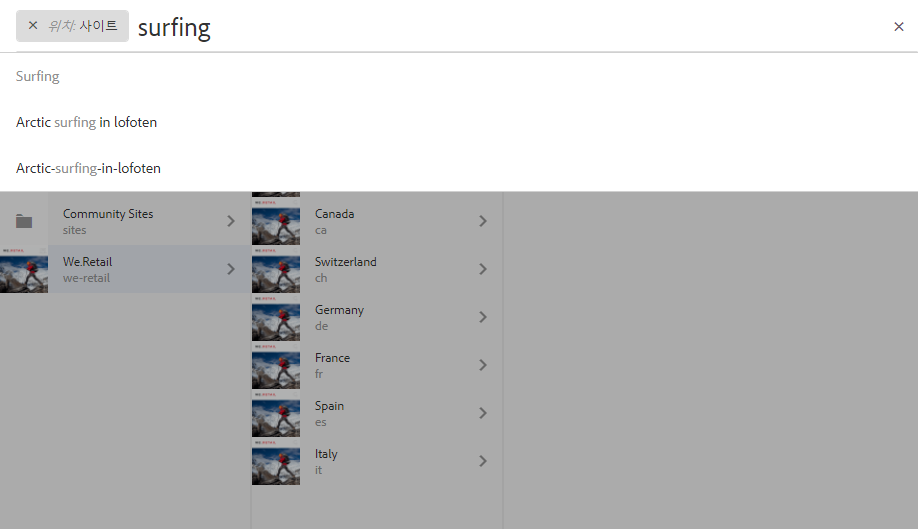 위치: 사이트 surfing
Surfing
Arctic surfing in lofoten
Arctic-surfing-in-lofoten
Community Sites
sites
We.Retail
we-retail
Canada
ca
Switzerland
ch
Germany
de
France
fr
Spain
es
Italy
it